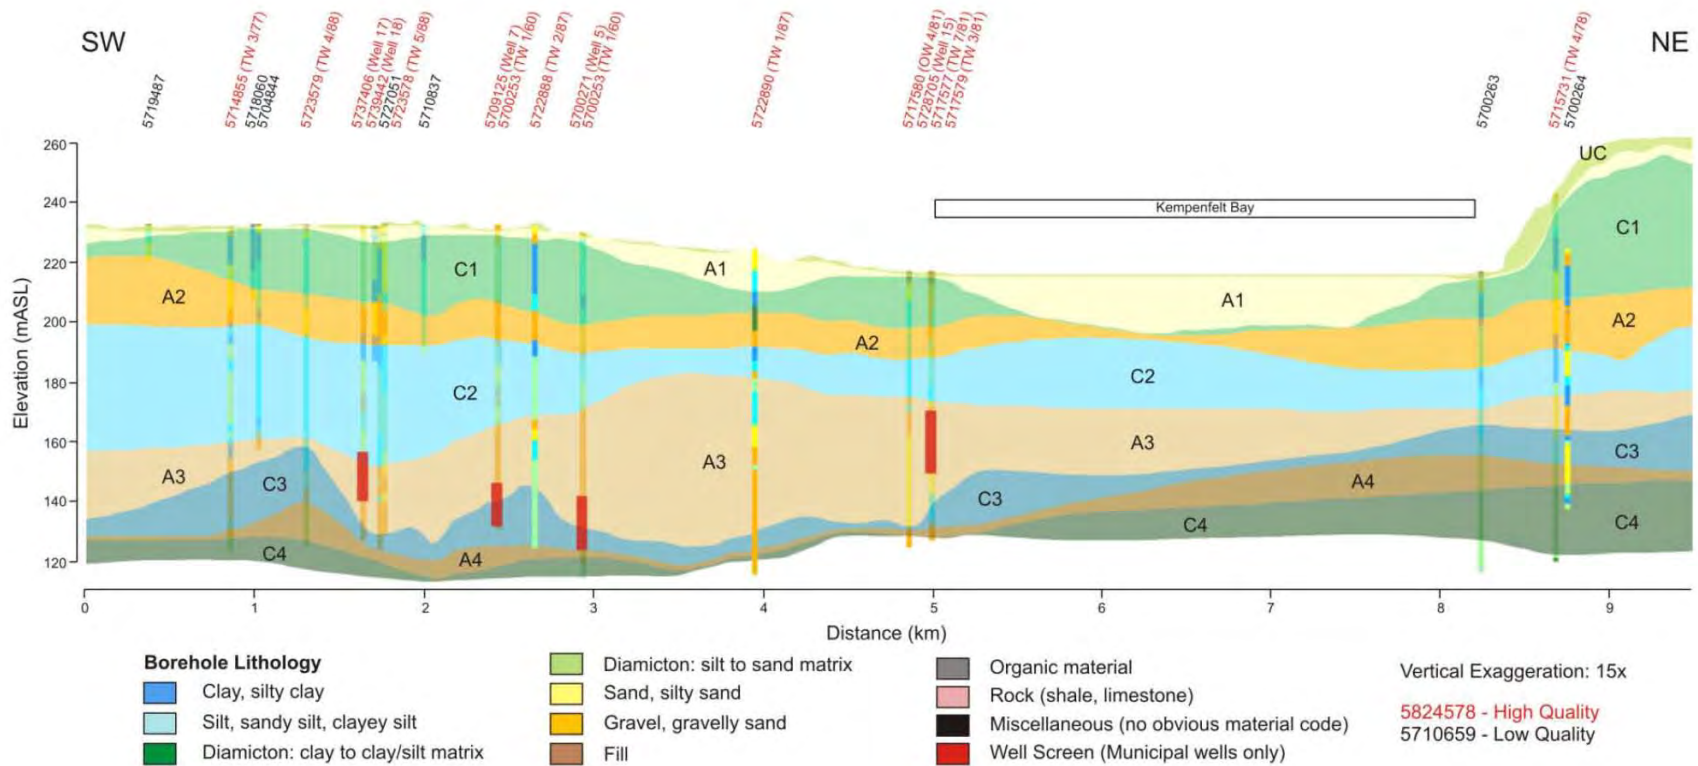 SW
NE
5719487
5714855 (TW 3/77)
5718060
5704844
5723579 (TW 4/88)
5737406 (Well 17)
5739442 (Well 18)
5727051
5723578 (TW 5/88)
5710837
5709125 (Well 7)
5700253 (TW 1/60)
5722888 (TW 2/87)
5700271 (Well 5)
5700253 (TW 1/60)
5722890 (TW 1/87)
5717580 (OW 4/81)
5728705 (Well 15)
5717577 (TW 7/81)
5717579 (TW 3/81)
5700263
5715731 (TW 4/78)
5700264
260
240
220
200
180
160
140
120
Elevation (mASL)
Kempenfelt Bay
UC
C1
C1
A1
A1
A2
A2
A2
C2
C2
A3
A3
A3
C3
C3
C3
A4
A4
C4
C4
C4
0
1
2
3
4
5
6
7
8
9
Distance (km)
Borehole Lithology
Clay, silty clay
Silt, sandy silt, clayey silt
Diamicton: clay to clay/silt matrix
Diamicton: silt to sand matrix
Sand, silty sand
Gravel, gravelly sand
Fill
Organic material
Rock (shale, limestone)
Miscellaneous (no obvious material code)
Well Screen (Municipal wells only)
Vertical Exaggeration: 15x
5824578 - High Quality
5710659 - Low Quality